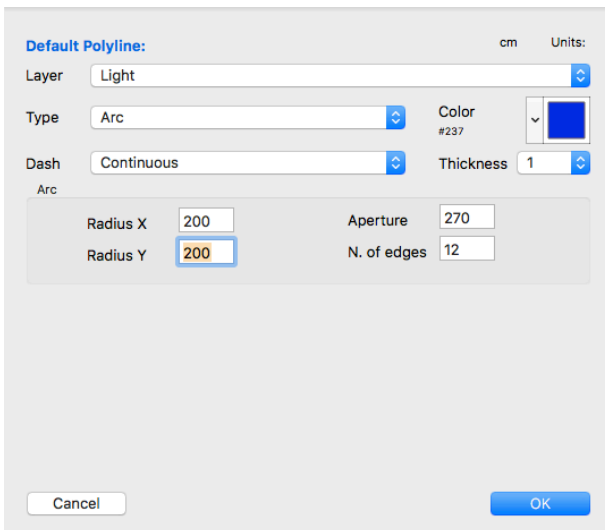 Default Polyline: cm Units:
Layer Light
Type Arc Color
#237
Dash Continuous Thickness 1
Arc
Radius X 200 Aperture 270
Radius Y 200 N. of edges 12
Cancel OK